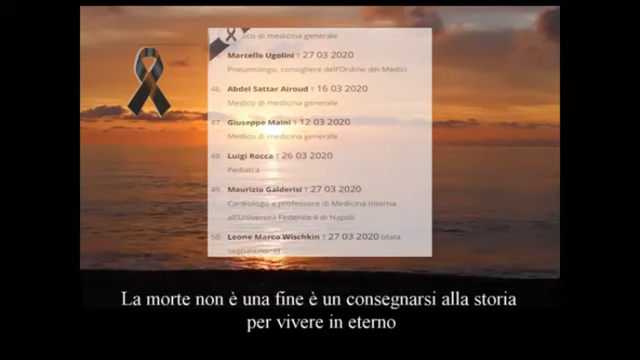 co di medicina generale
Marcello Ugolini † 27 03 2020
Pneumologo, consigliere dell'Ordine dei Medici
46. Abdel Sattar Airoud † 16 03 2020
Medico di medicina generale
47. Giuseppe Maini † 12 03 2020
Medico di medicina generale
48. Luigi Rocca † 26 03 2020
Pediatra
49. Maurizio Galderisi † 27 03 2020
Cardiologo e professore di Medicina Interna
all'Università Federico II di Napoli
50. Leone Marco Wischkin † 27 03 2020 (data
segnalazione)
La morte non è una fine è un consegnarsi alla storia
per vivere in eterno